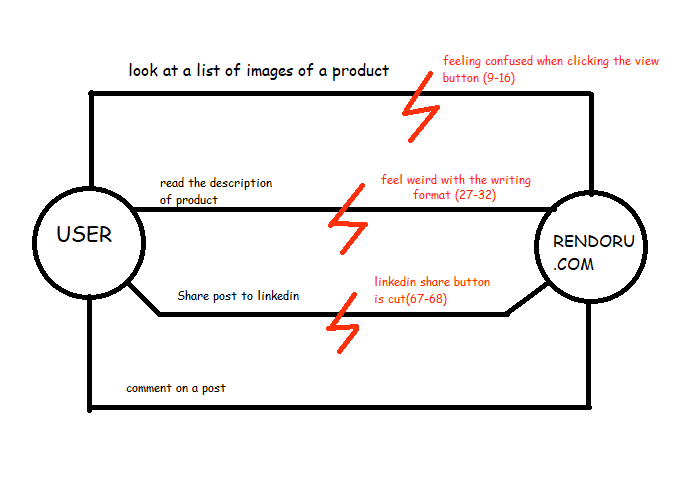 feeling confused when clicking the view
button (9-16)
look at a list of images of a product
read the description
of product
feel weird with the writing
format (27-32)
USER
RENDORU
.COM
Share post to linkedin
linkedin share button
is cut(67-68)
comment on a post